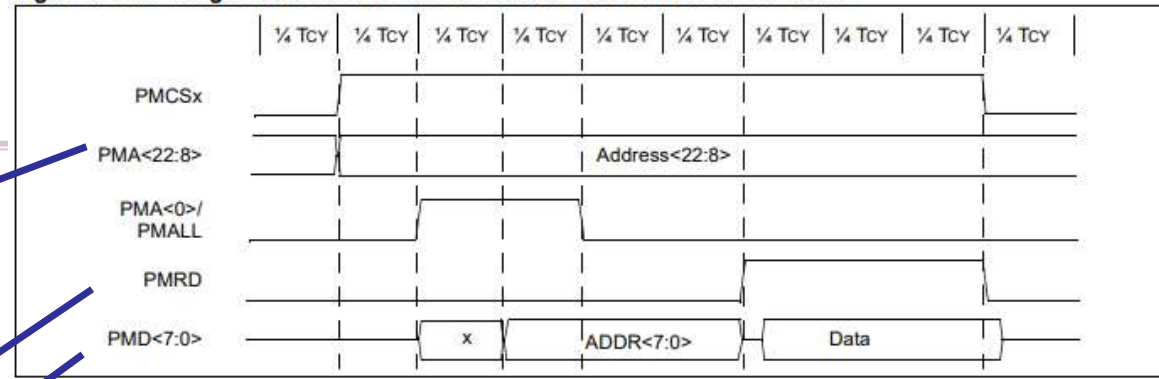 ¼ TCY ¼ TCY ¼ TCY ¼ TCY ¼ TCY ¼ TCY ¼ TCY ¼ TCY ¼ TCY ¼ TCY
PMCSx
PMA<22:8> Address<22:8>
PMA<0>/
PMALL
PMRD
PMD<7:0> x ADDR<7:0> Data